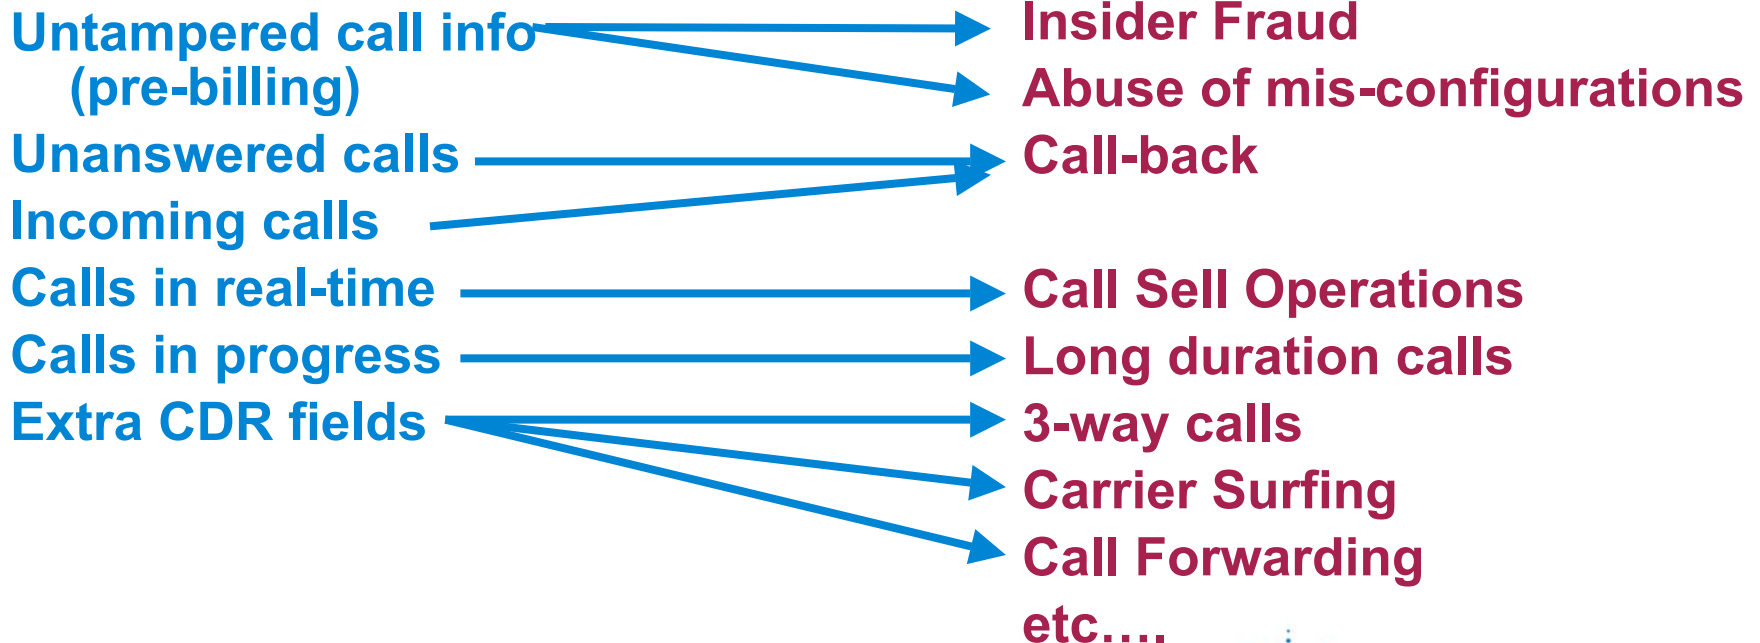 Untampered call info
(pre-billing)
Unanswered calls
Incoming calls
Calls in real-time
Calls in progress
Extra CDR fields
Insider Fraud
Abuse of mis-configurations
Call-back
Call Sell Operations
Long duration calls
3-way calls
Carrier Surfing
Call Forwarding
etc….